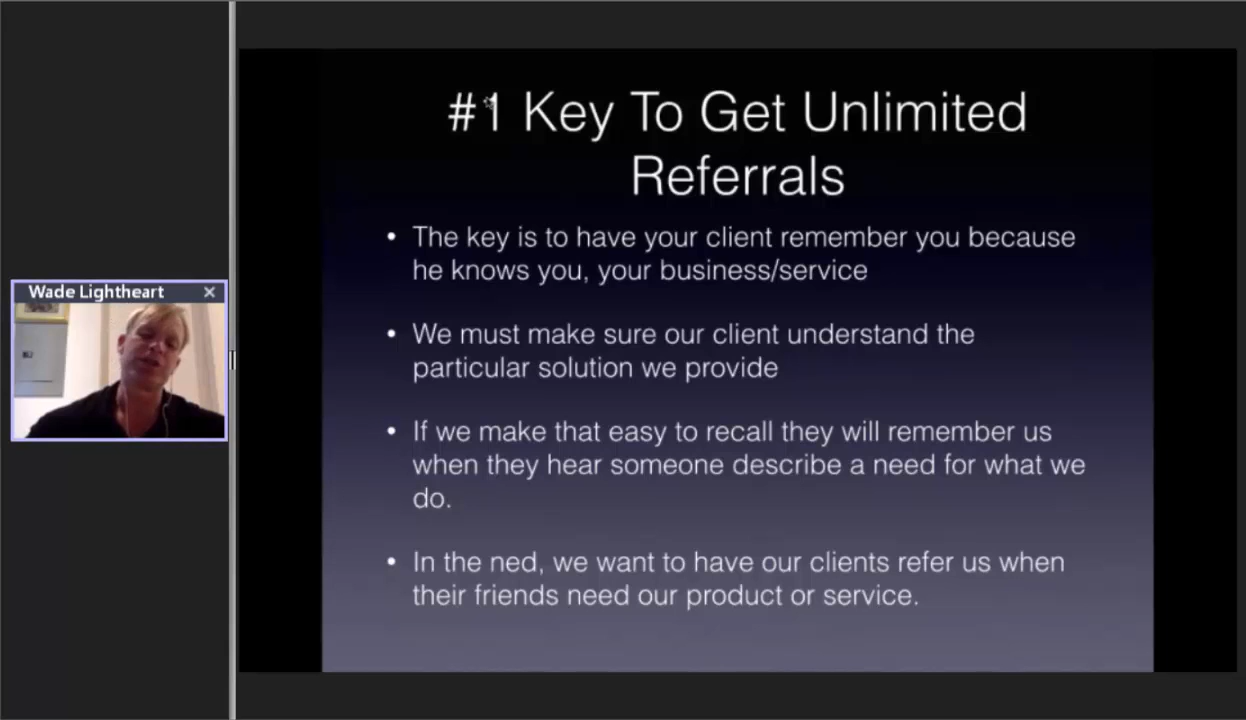 #1 Key To Get Unlimited
Referrals
• The key is to have your client remember you because
he knows you, your business/service
• We must make sure our client understand the
particular solution we provide
• If we make that easy to recall they will remember us
when they hear someone describe a need for what we
do.
• In the ned, we want to have our clients refer us when
their friends need our product or service.
Wade Lightheart